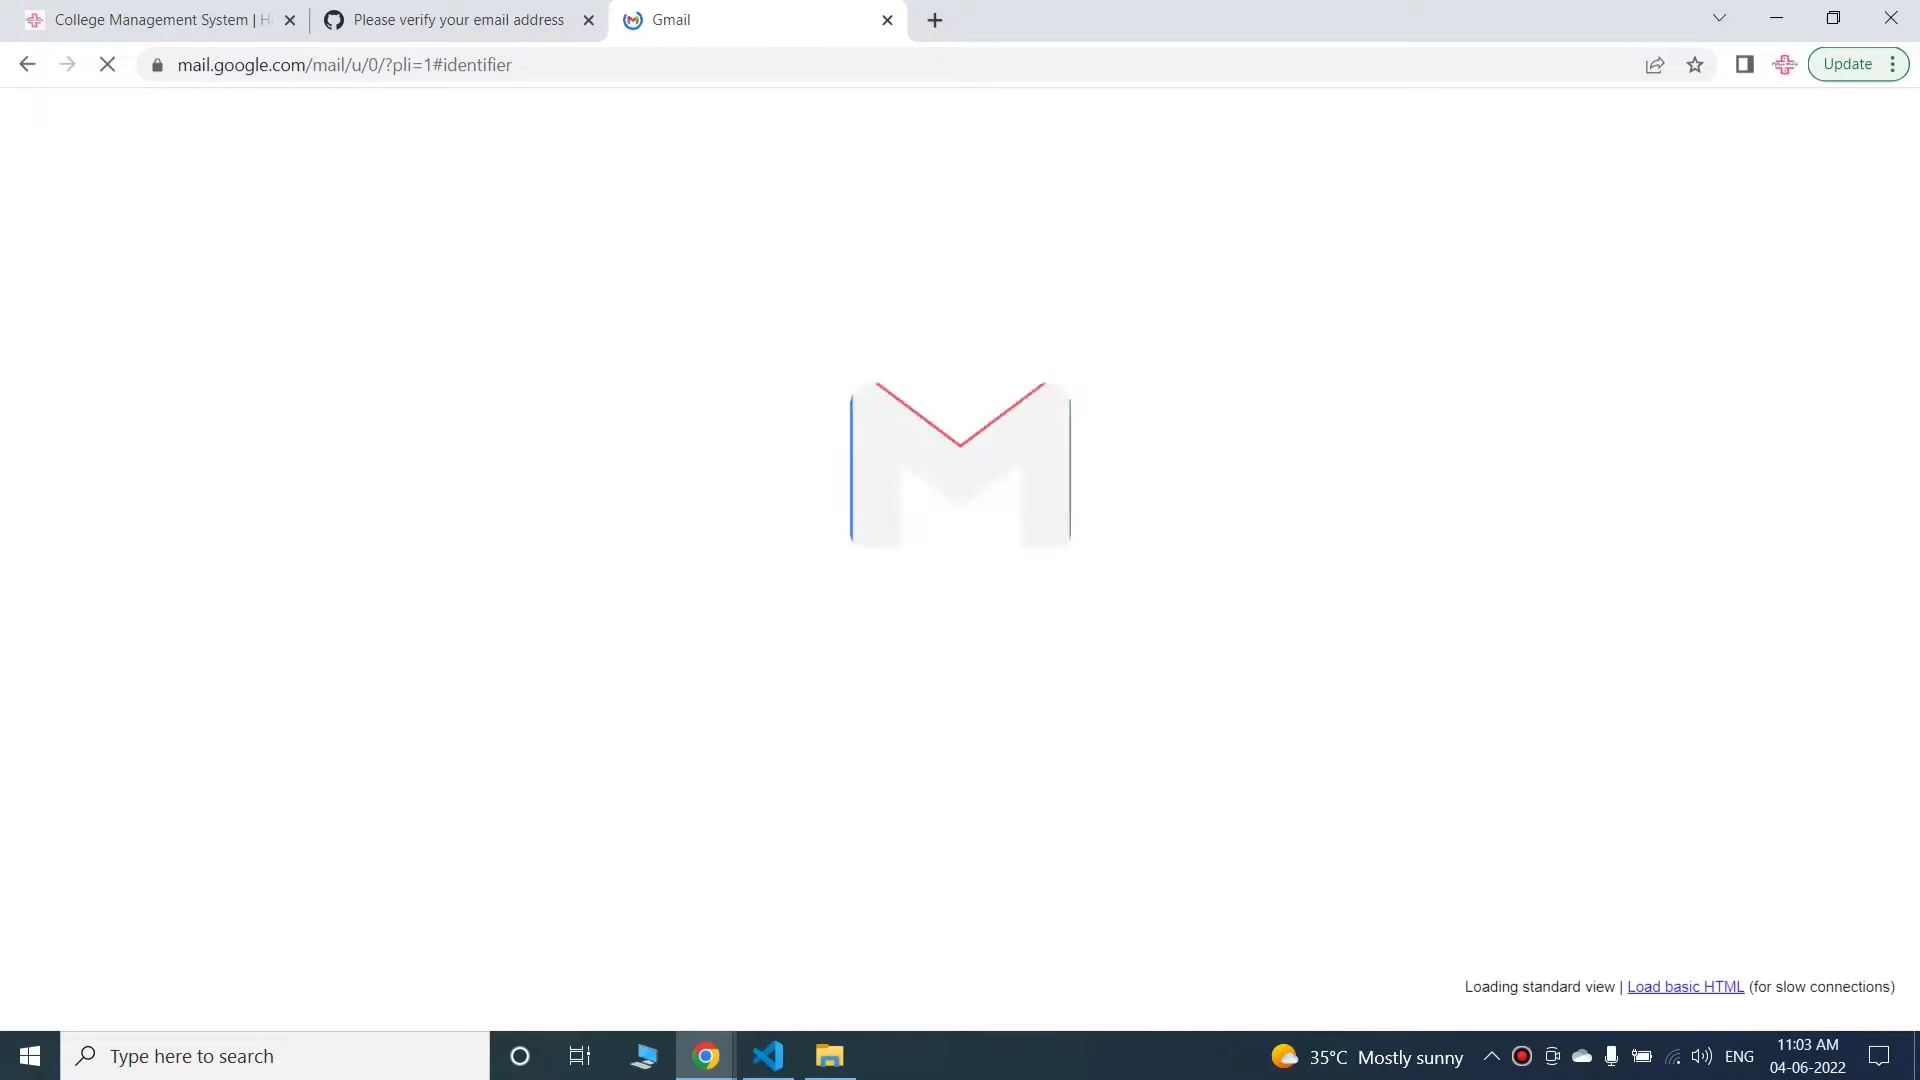 College Management System | H
Please verify your email address
Gmail
mail.google.com/mail/u/0/?pli=1#identifier
Update
Loading standard view | Load basic HTML (for slow connections)
Type here to search
35°C Mostly sunny
ENG
11:03 AM
04-06-2022